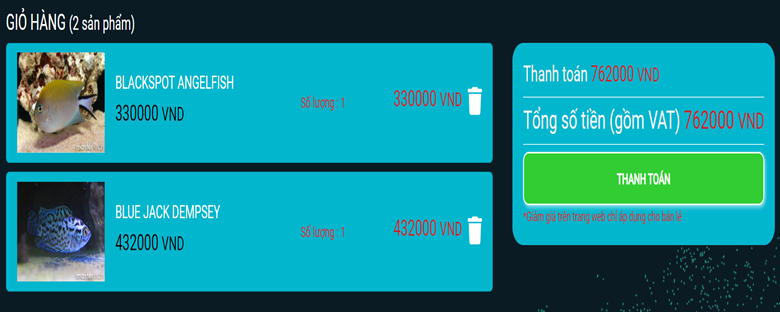 GIỎ HÀNG (2 sản phẩm)
BLACKSPOT ANGELFISH
330000 VND
Số lượng : 1
330000 VND
BLUE JACK DEMPSEY
432000 VND
Số lượng : 1
432000 VND
Thanh toán 762000 VND
Tổng số tiền (gồm VAT) 762000 VND
THANH TOÁN
*Giảm giá trên trang web chỉ áp dụng cho bán lẻ